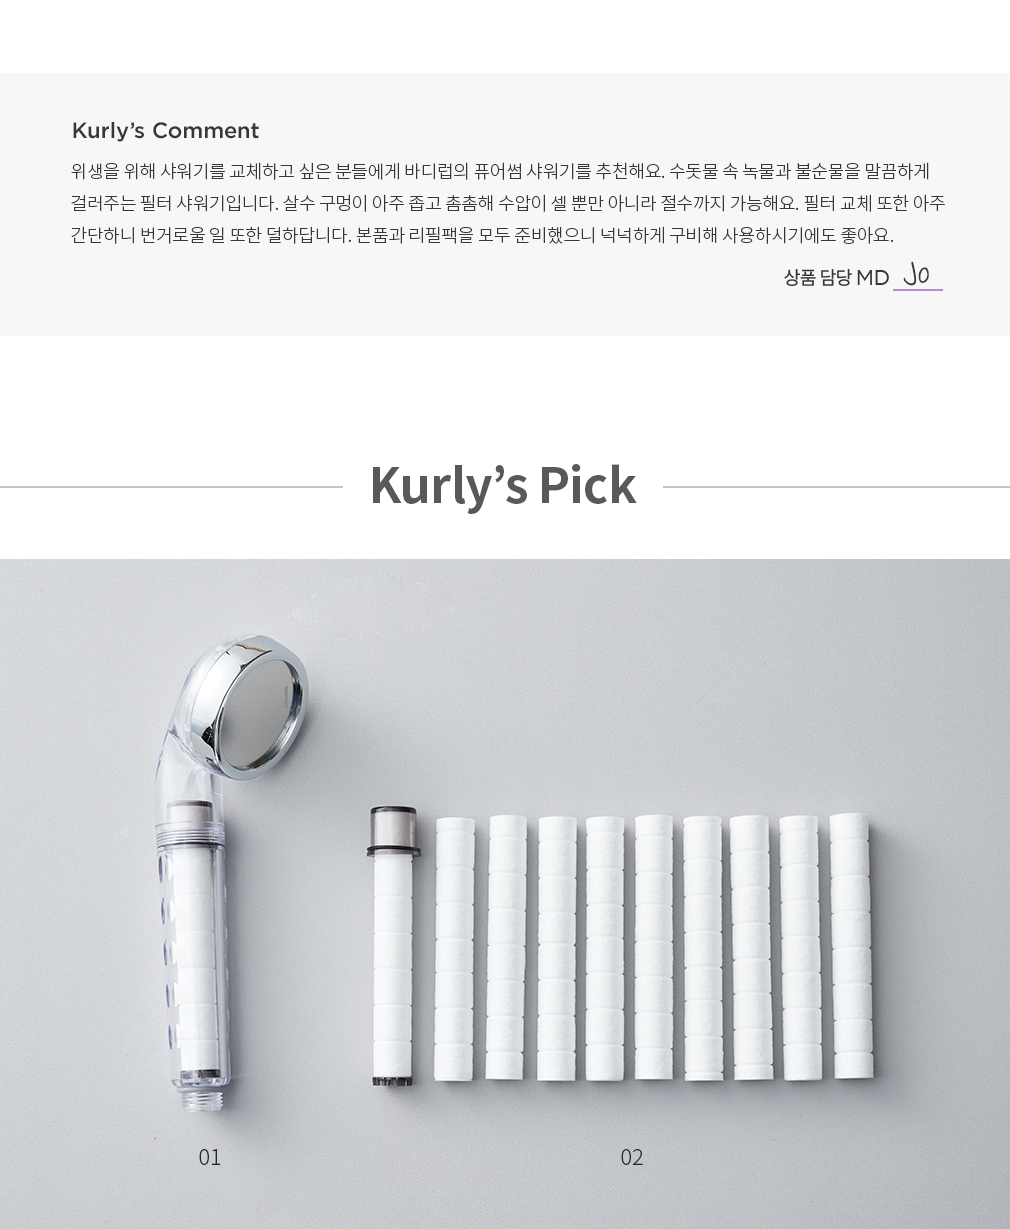 Kurly’s Comment
위생을 위해 샤워기를 교체하고 싶은 분들에게 바디럽의 퓨어썸 샤워기를 추천해요. 수돗물 속 녹물과 불순물을 말끔하게
걸러주는 필터 샤워기입니다. 살수 구멍이 아주 좁고 촘촘해 수압이 셀 뿐만 아니라 절수까지 가능해요. 필터 교체 또한 아주
간단하니 번거로울 일 또한 덜하답니다. 본품과 리필팩을 모두 준비했으니 넉넉하게 구비해 사용하시기에도 좋아요.
상품 담당 MD Jo
Kurly’s Pick
01
02